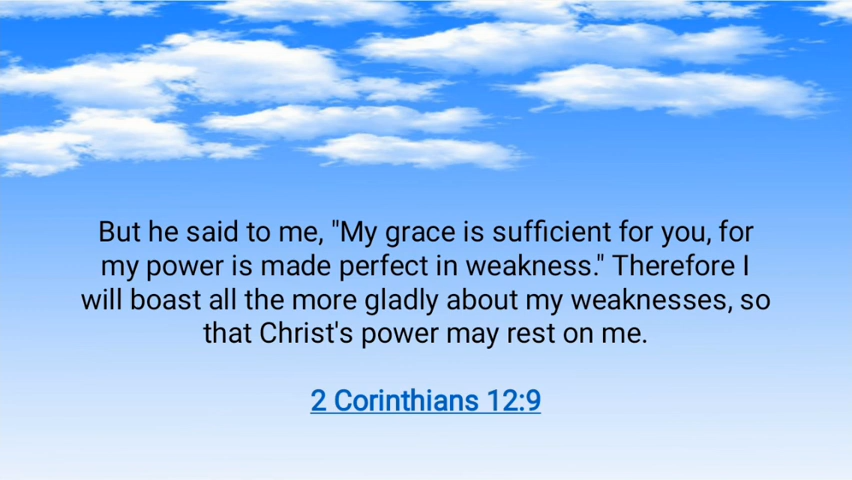 But he said to me, "My grace is sufficient for you, for
my power is made perfect in weakness." Therefore I
will boast all the more gladly about my weaknesses, so
that Christ's power may rest on me.
2 Corinthians 12:9